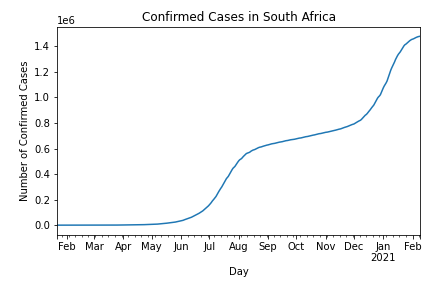 Confirmed Cases in South Africa
1e6
1.4
1.2
1.0
0.8
0.6
0.4
0.2
0.0
Number of Confirmed Cases
Feb Mar Apr May Jun Jul Aug Sep Oct Nov Dec Jan Feb
2021
Day